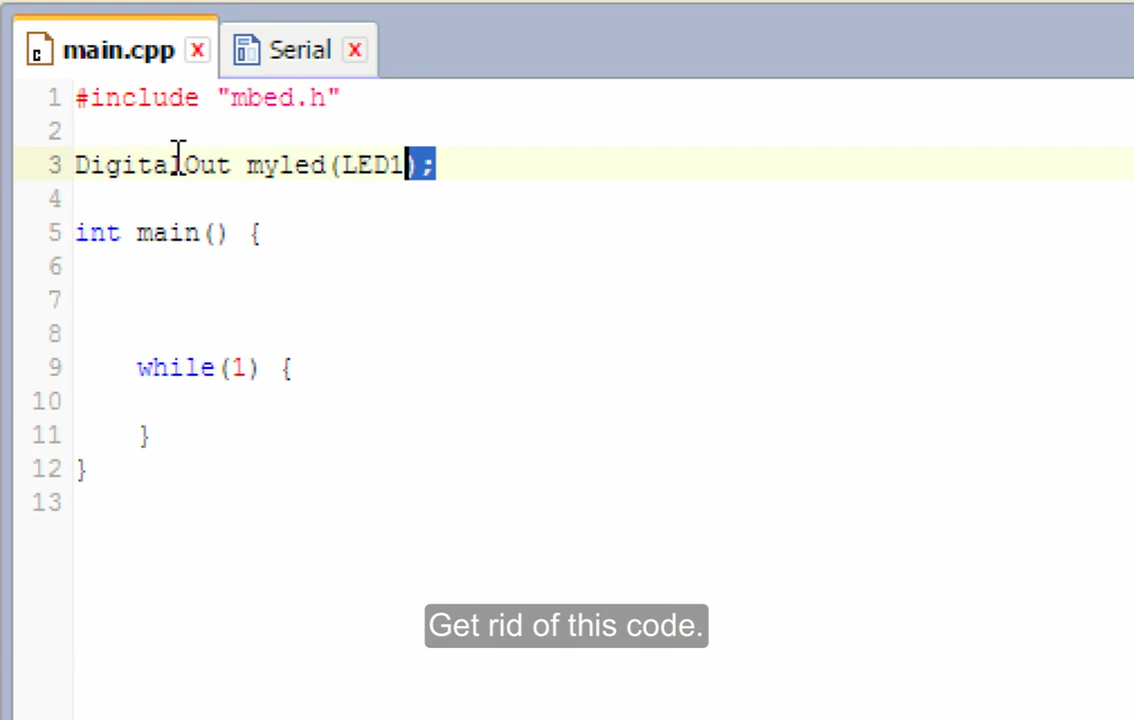 main.cpp Serial
1 #include "mbed.h"
2
3 DigitalOut myled(LED1);
4
5 int main() {
6
7
8
9 while(1) {
10
11 }
12 }
13
Get rid of this code.